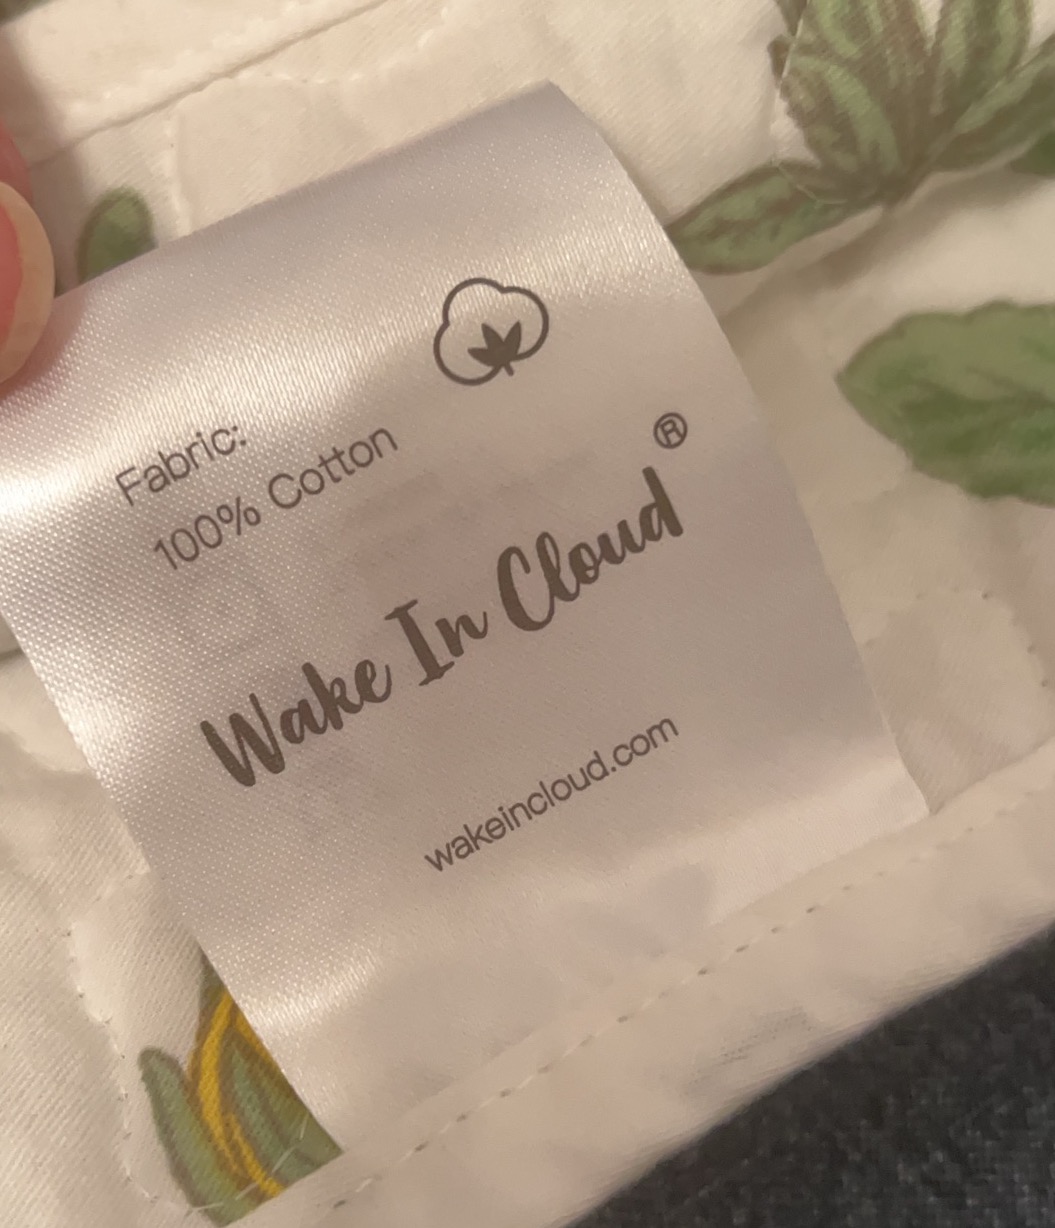 Fabric:
100% Cotton
Wake In Cloud®
wakeincloud.com